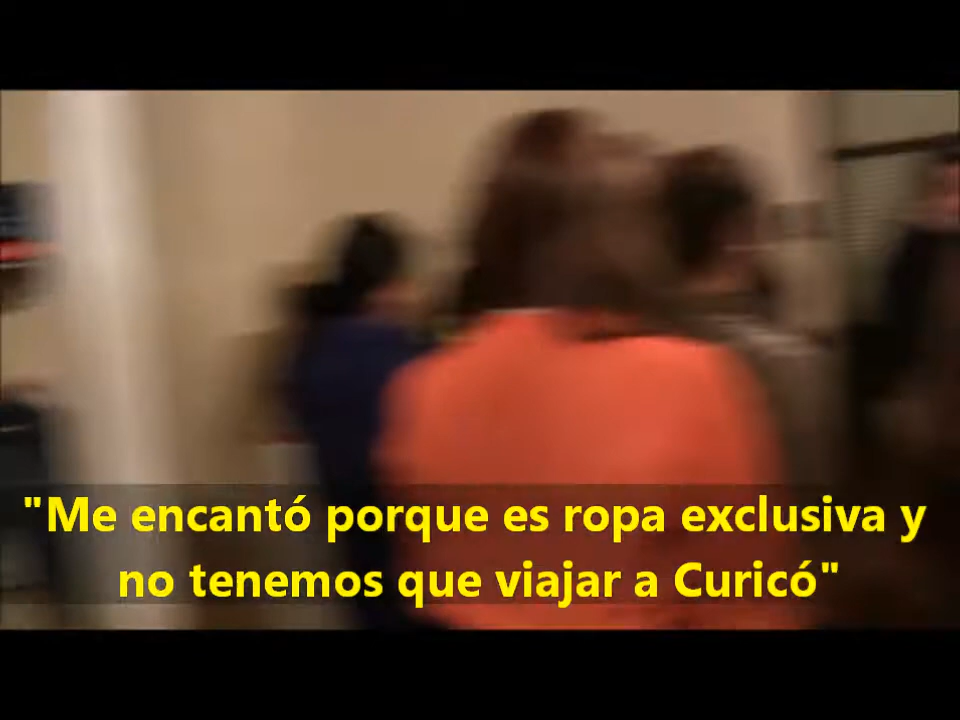 "Me encantó porque es ropa exclusiva y
no tenemos que viajar a Curicó"